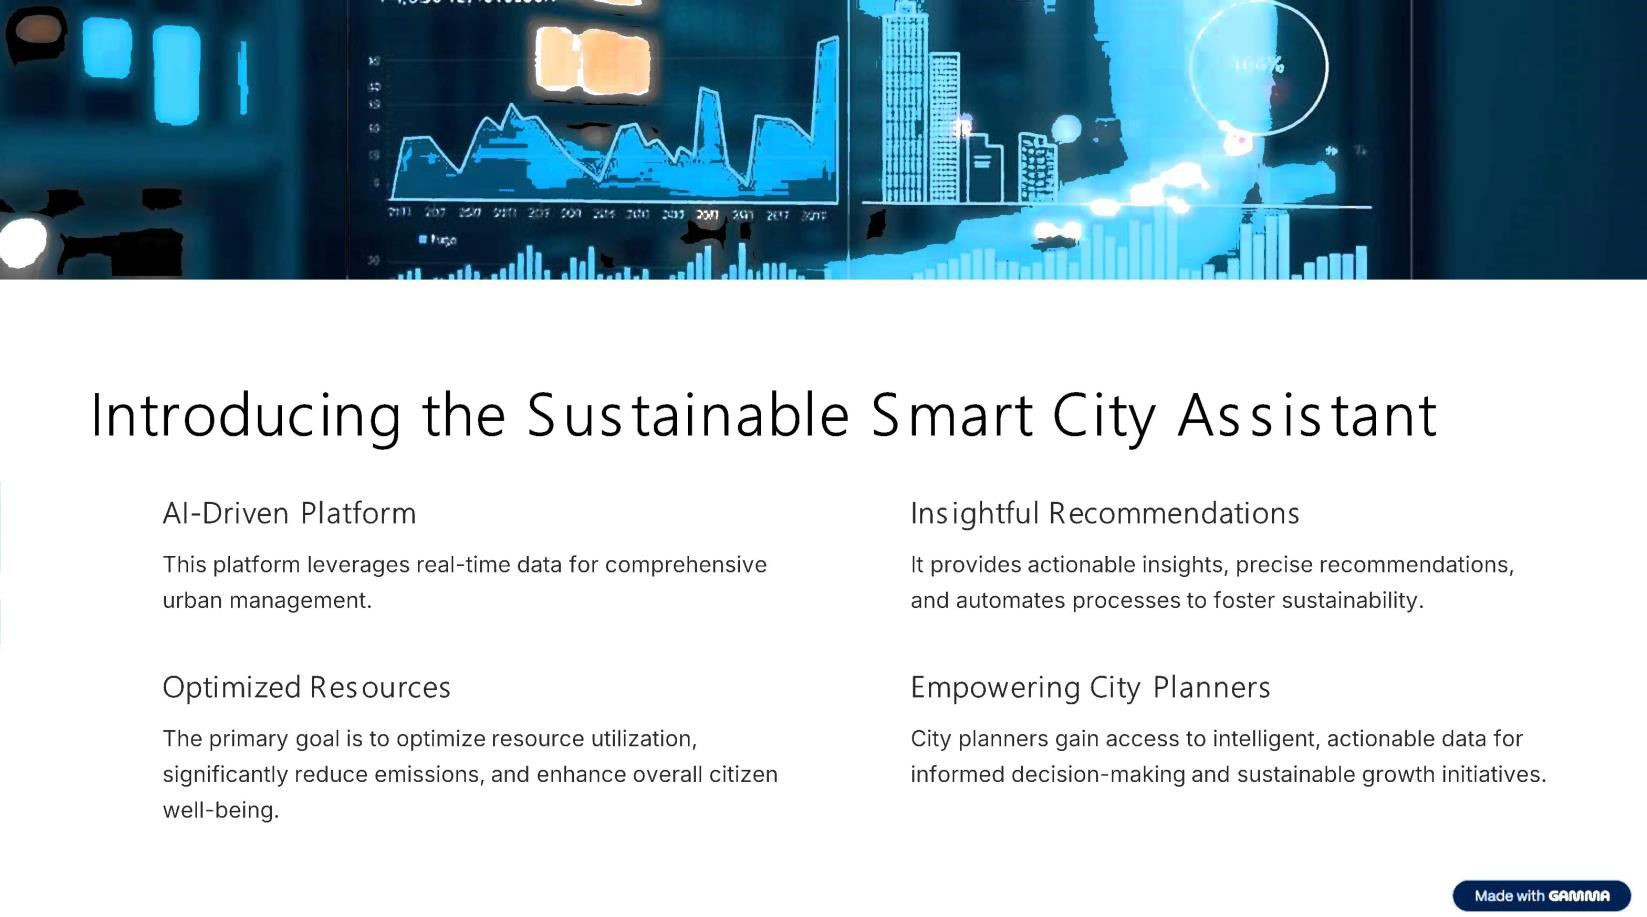 Introducing the Sustainable Smart City Assistant
AI-Driven Platform
This platform leverages real-time data for comprehensive
urban management.
Insightful Recommendations
It provides actionable insights, precise recommendations,
and automates processes to foster sustainability.
Optimized Resources
The primary goal is to optimize resource utilization,
significantly reduce emissions, and enhance overall citizen
well-being.
Empowering City Planners
City planners gain access to intelligent, actionable data for
informed decision-making and sustainable growth initiatives.
Made with GAMMA